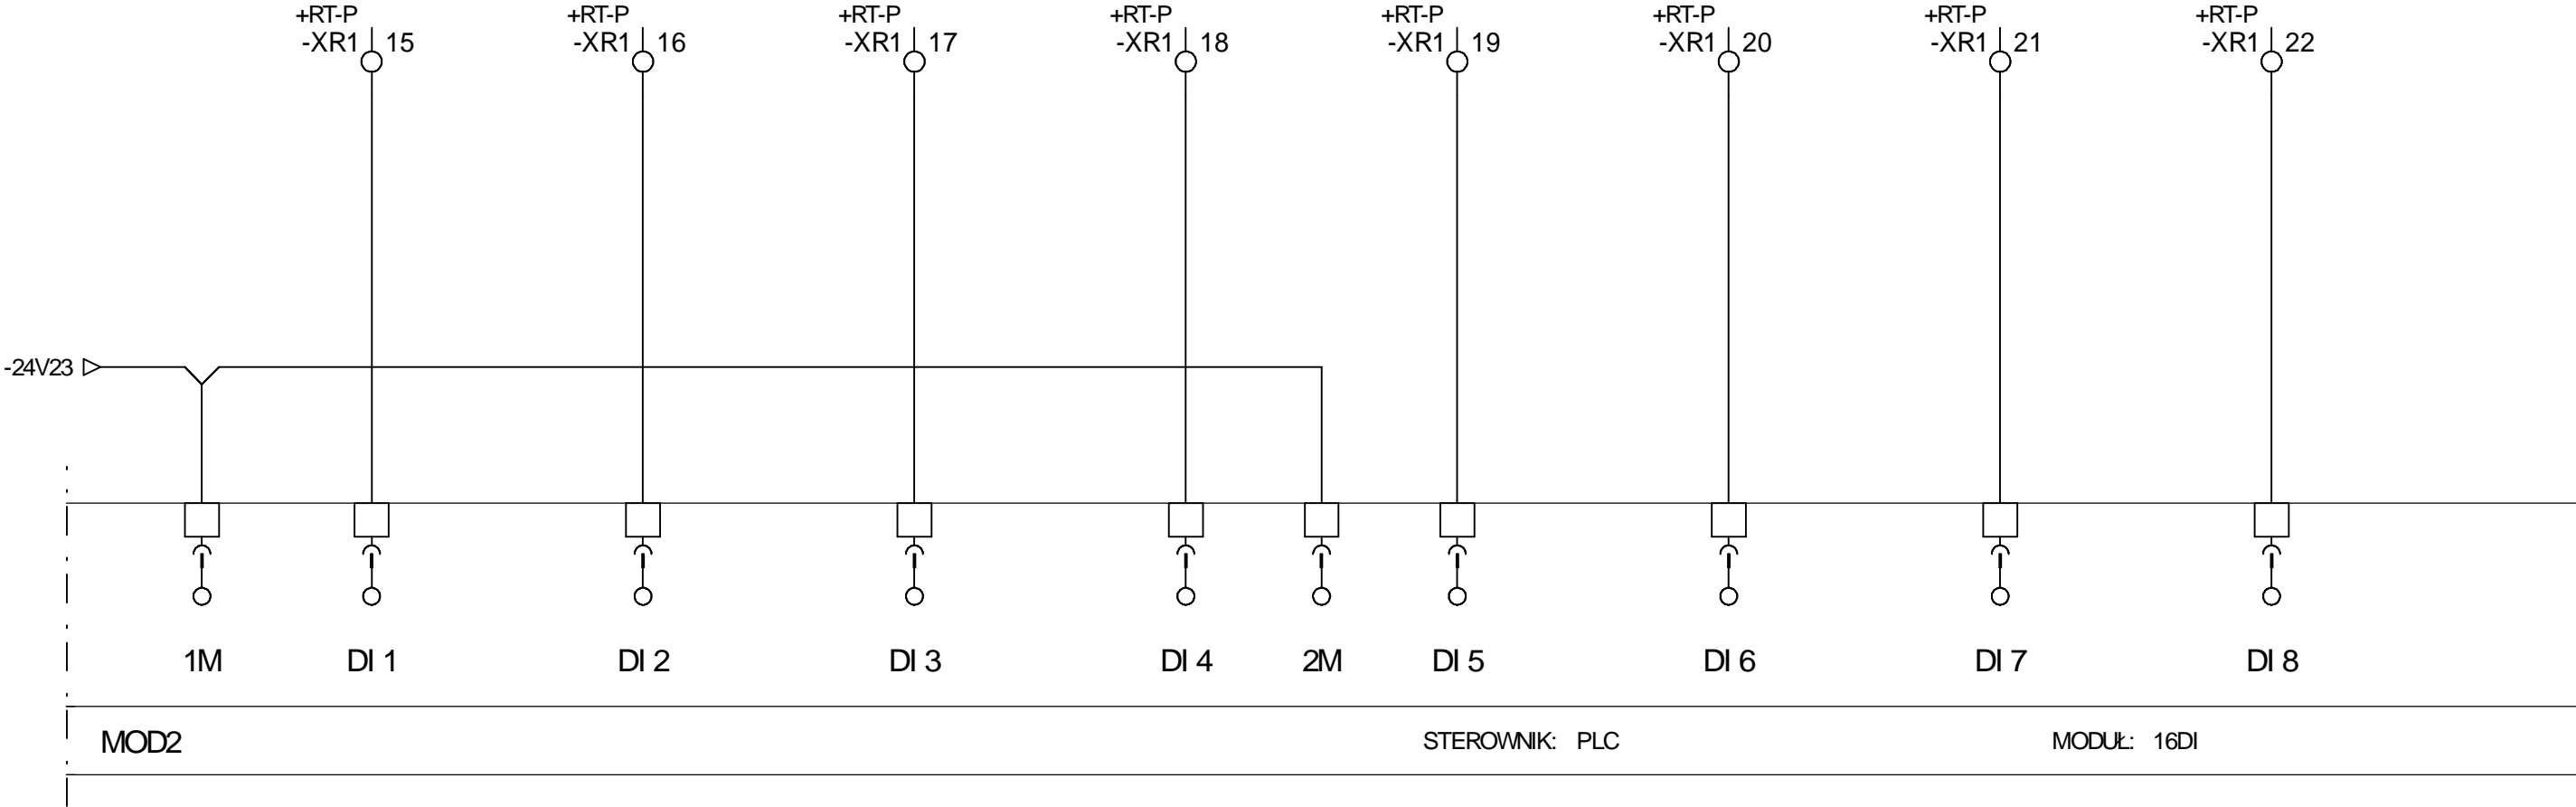 +RT-P +RT-P +RT-P +RT-P +RT-P +RT-P +RT-P +RT-P
-XR1 15 -XR1 16 -XR1 17 -XR1 18 -XR1 19 -XR1 20 -XR1 21 -XR1 22
-24V23
1M DI 1 DI 2 DI 3 DI 4 2M DI 5 DI 6 DI 7 DI 8
MOD2 STEROWNIK: PLC MODUŁ: 16DI